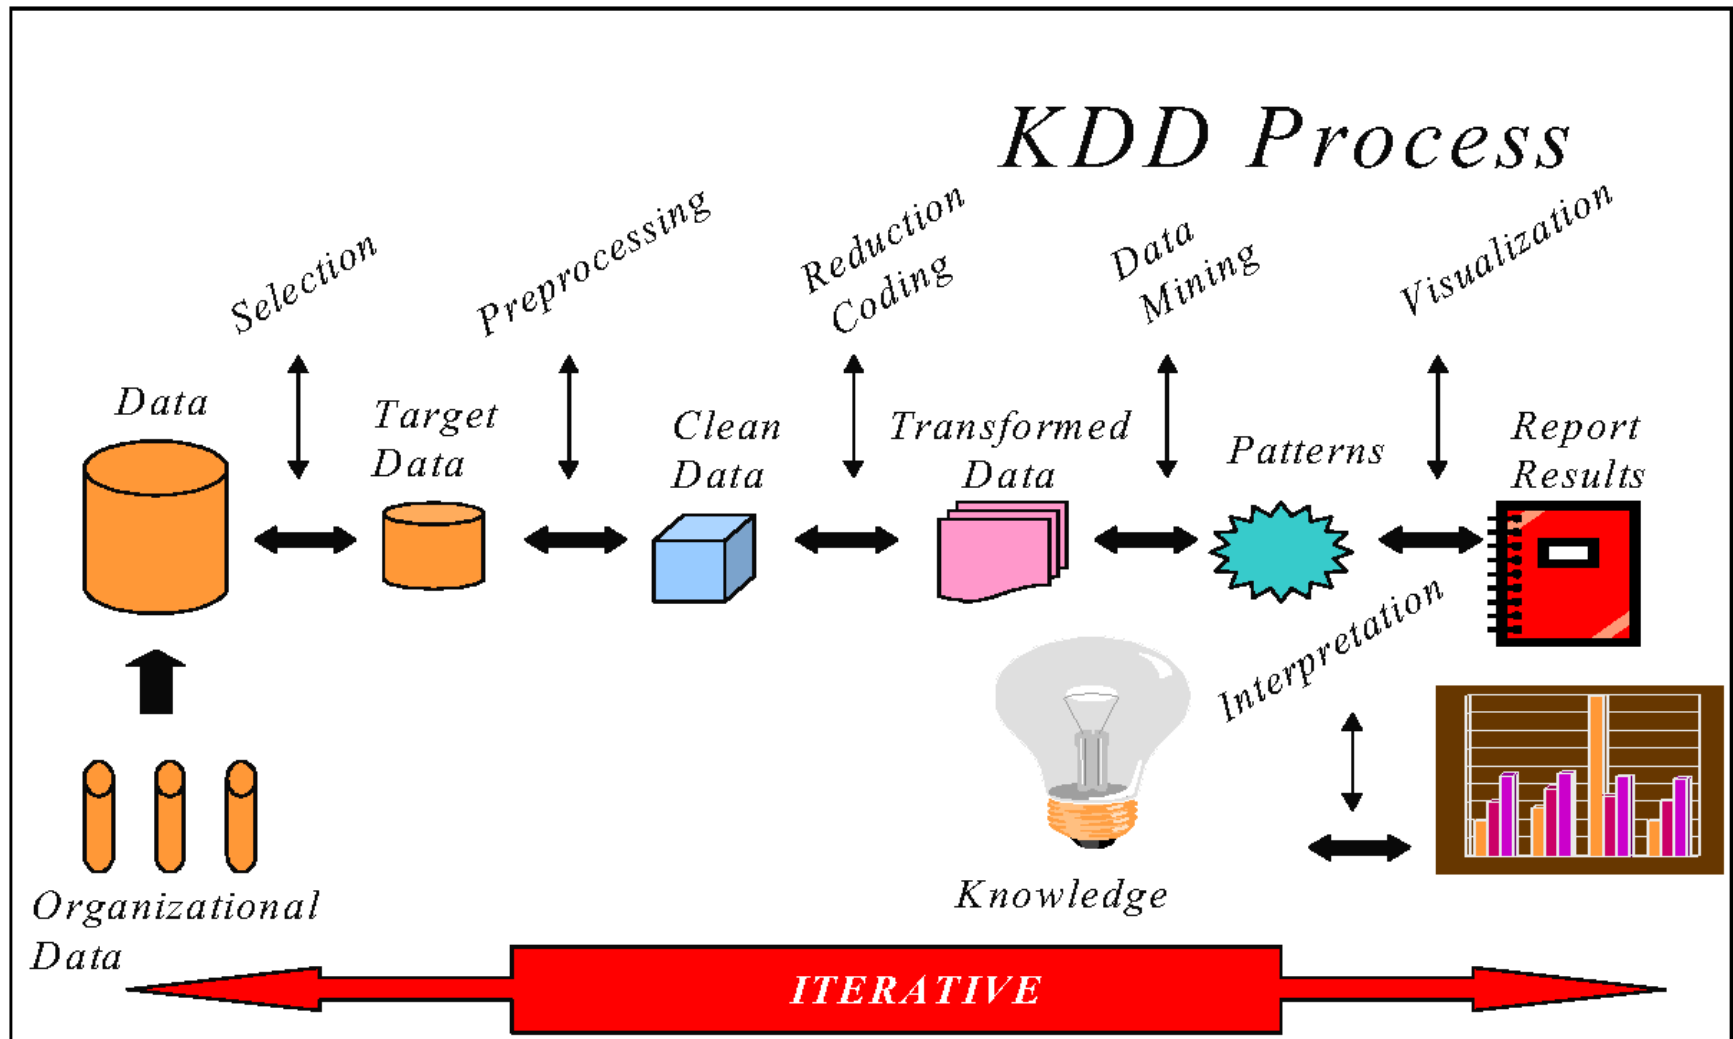 KDD Process
Selection
Preprocessing
Reduction
Coding
Data
Mining
Visualization
Data
Target
Data
Clean
Data
Transformed
Data
Patterns
Report
Results
Interpretation
Organizational
Data
Knowledge
ITERATIVE